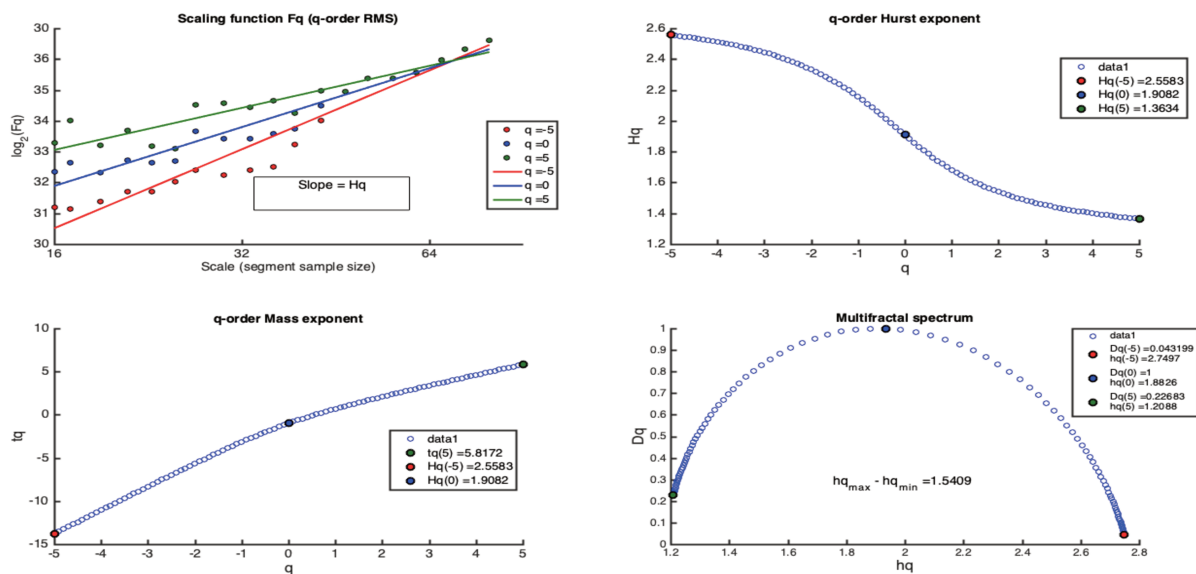 Scaling function Fq (q-order RMS)
36
35
34
33
32
31
30
30
log2(Fq)
16
32
64
Scale (segment sample size)
Slope = Hq
q =-5
q =0
q =5
q =-5
q =0
q =5
q-order Hurst exponent
2.6
2.4
2.2
2
1.8
1.6
1.4
1.2
Hq
-5 -4 -3 -2 -1 0 1 2 3 4 5
q
data1
Hq(-5) =2.5583
Hq(0) =1.9082
Hq(5) =1.3634
q-order Mass exponent
10
5
0
-5
-10
-15
tq
-5 -4 -3 -2 -1 0 1 2 3 4 5
q
data1
tq(5) =5.8172
Hq(-5) =2.5583
Hq(0) =1.9082
Multifractal spectrum
1
0.9
0.8
0.7
0.6
0.5
0.4
0.3
0.2
0.1
0
Dq
1.2 1.4 1.6 1.8 2 2.2 2.4 2.6 2.8
hq
hqmax - hqmin =1.5409
data1
Dq(-5) =0.043199
hq(-5) =2.7497
Dq(0) =1
hq(0) =1.8826
Dq(5) =0.22683
hq(5) =1.2088